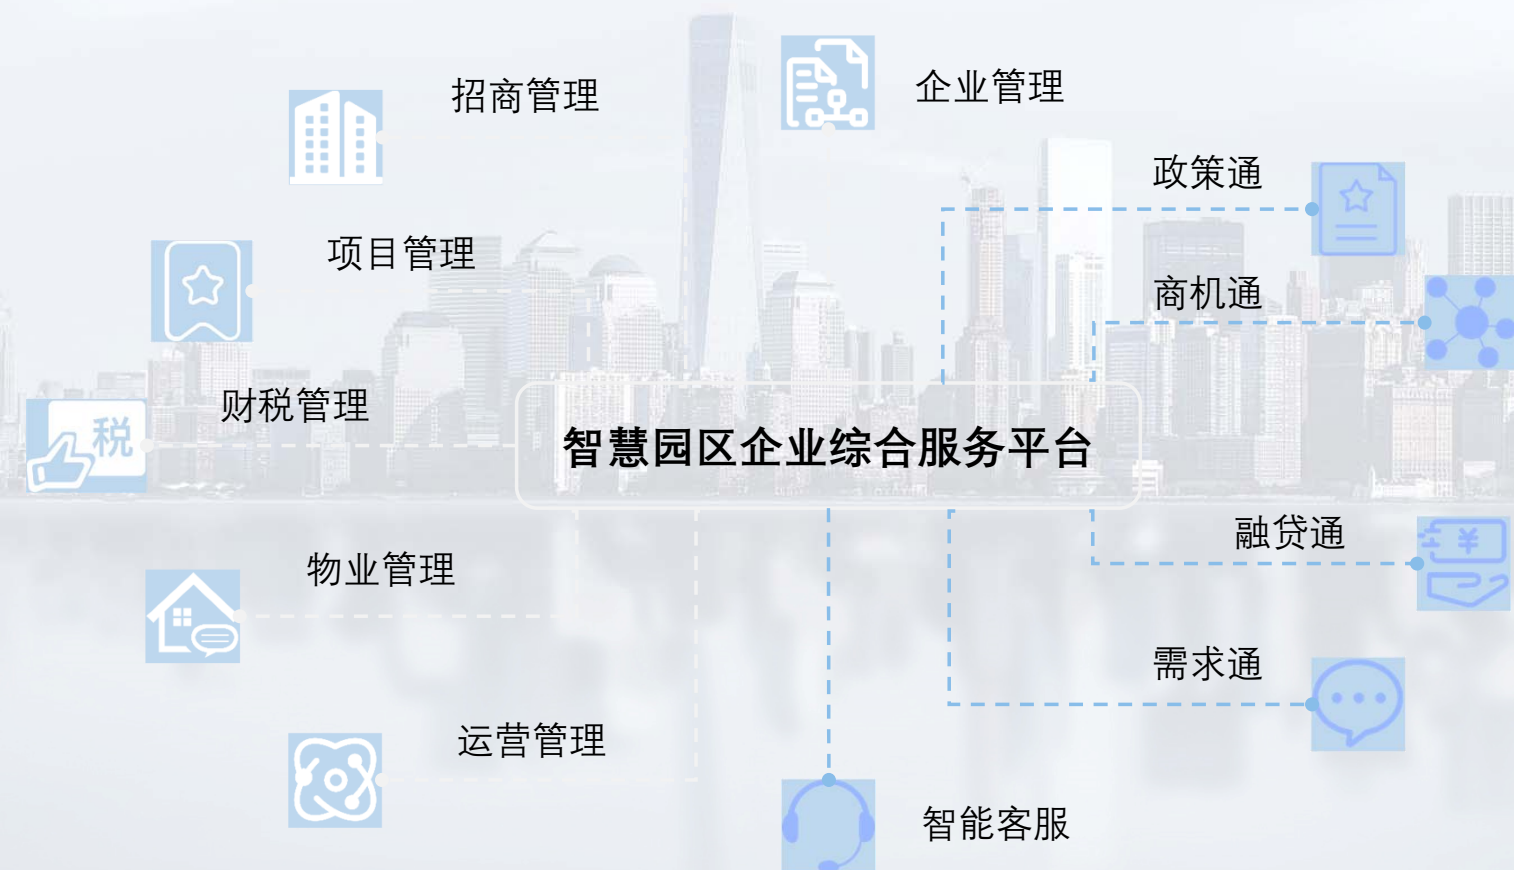 企业管理
招商管理
政策通
项目管理
商机通
财税管理
税
智慧园区企业综合服务平台
融贷通
物业管理
需求通
运营管理
智能客服